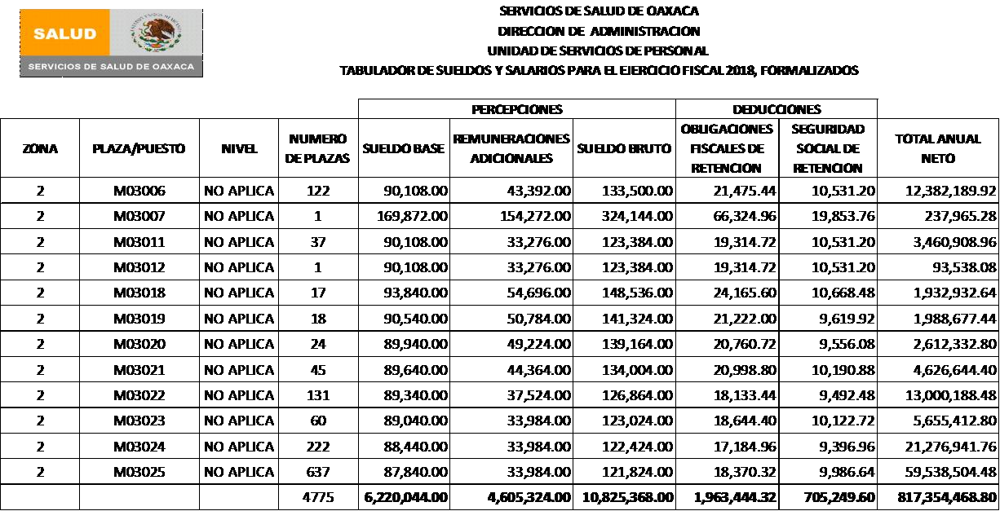 SALUD
SERVICIOS DE SALUD DE OAXACA
SERVICIOS DE SALUD DE OAXACA
DIRECCION DE ADMINISTRACION
UNIDAD DE SERVICIOS DE PERSONAL
TABULADOR DE SUELDOS Y SALARIOS PARA EL EJERCICIO FISCAL 2018, FORMALIZADOS
PERCEPCIONES DEDUCCIONES
ZONA PLAZA/PUESTO NIVEL NUMERO DE PLAZAS SUELDO BASE REMUNERACIONES ADICIONALES SUELDO BRUTO OBLIGACIONES FISCALES DE RETENCION SEGURIDAD SOCIAL DE RETENCION TOTAL ANUAL NETO
2 M03006 NO APLICA 122 90,108.00 43,392.00 133,500.00 21,475.44 10,531.20 12,382,189.92
2 M03007 NO APLICA 1 169,872.00 154,272.00 324,144.00 66,324.96 19,853.76 237,965.28
2 M03011 NO APLICA 37 90,108.00 33,276.00 123,384.00 19,314.72 10,531.20 3,460,908.96
2 M03012 NO APLICA 1 90,108.00 33,276.00 123,384.00 19,314.72 10,531.20 93,538.08
2 M03018 NO APLICA 17 93,840.00 54,696.00 148,536.00 24,165.60 10,668.48 1,932,932.64
2 M03019 NO APLICA 18 90,540.00 50,784.00 141,324.00 21,222.00 9,619.92 1,988,677.44
2 M03020 NO APLICA 24 89,940.00 49,224.00 139,164.00 20,760.72 9,556.08 2,612,332.80
2 M03021 NO APLICA 45 89,640.00 44,364.00 134,004.00 20,998.80 10,190.88 4,626,644.40
2 M03022 NO APLICA 131 89,340.00 37,524.00 126,864.00 18,133.44 9,492.48 13,000,188.48
2 M03023 NO APLICA 60 89,040.00 33,984.00 123,024.00 18,644.40 10,122.72 5,655,412.80
2 M03024 NO APLICA 222 88,440.00 33,984.00 122,424.00 17,184.96 9,396.96 21,276,941.76
2 M03025 NO APLICA 637 87,840.00 33,984.00 121,824.00 18,370.32 9,986.64 59,538,504.48
4775 6,220,044.00 4,605,324.00 10,825,368.00 1,963,444.32 705,249.60 817,354,468.80